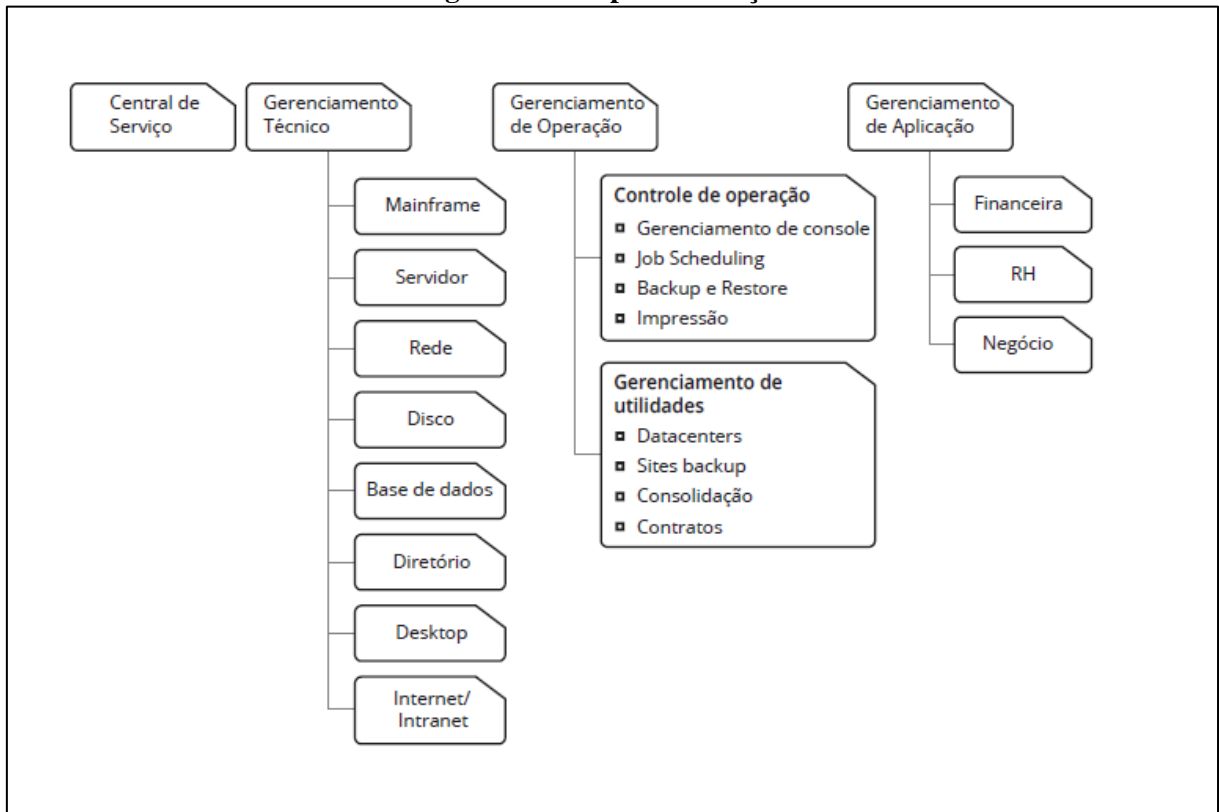 Central de
Serviço
Gerenciamento
Técnico
Mainframe
Servidor
Rede
Disco
Base de dados
Diretório
Desktop
Internet/
Intranet
Gerenciamento
de Operação
Controle de operação
Gerenciamento de console
Job Scheduling
Backup e Restore
Impressão
Gerenciamento de
utilidades
Datacenters
Sites backup
Consolidação
Contratos
Gerenciamento
de Aplicação
Financeira
RH
Negócio